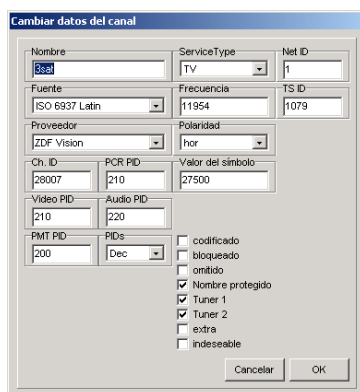 Cambiar datos del canal
Nombre ServiceType Net ID
3sat TV 1
Fuente Frecuencia TS ID
ISO 6937 Latin 11954 1079
Proveedor Polaridad
ZDF Vision hor
Ch. ID PCR PID Valor del símbolo
28007 210 27500
Video PID Audio PID
210 220
PMT PID PIDs
200 Dec
codificado
bloqueado
omitido
Nombre protegido
Tuner 1
Tuner 2
extra
indeseable
Cancelar OK